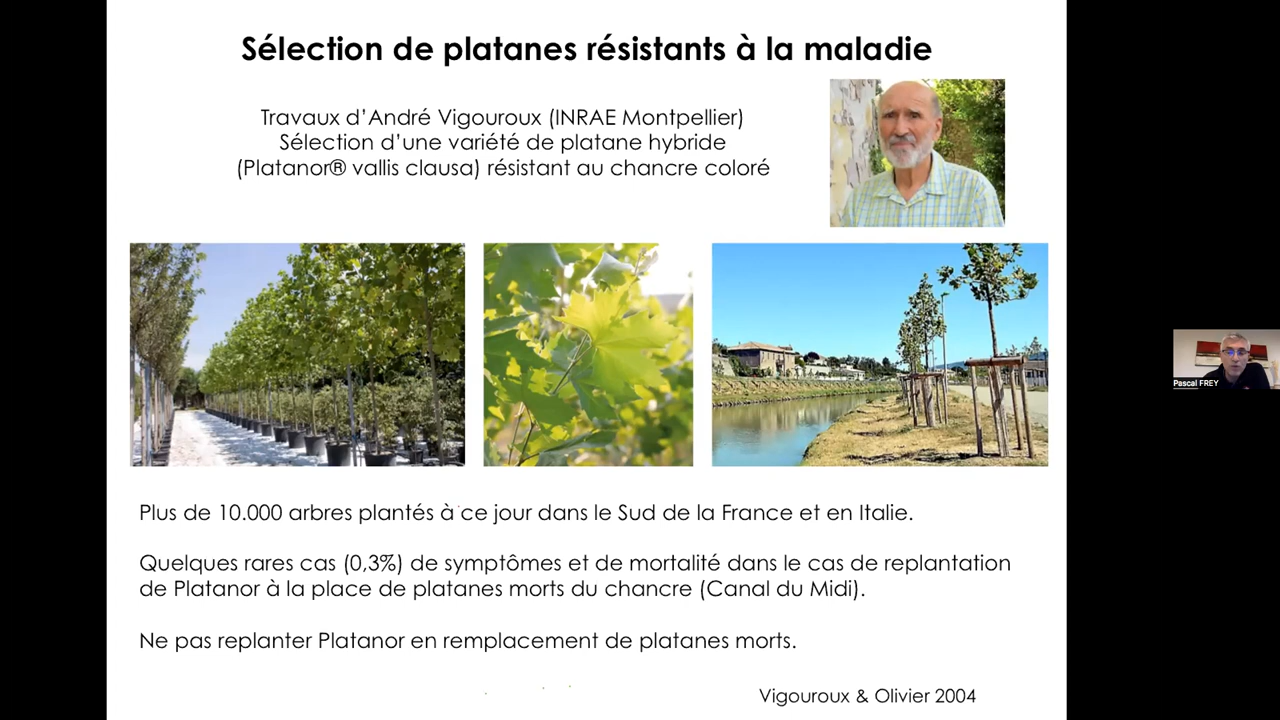 Sélection de platanes résistants à la maladie
Travaux d'André Vigouroux (INRAE Montpellier)
Sélection d'une variété de platane hybride
(Platanor® vallis clausa) résistant au chancre coloré
Pascal FREY
Plus de 10.000 arbres plantés à ce jour dans le Sud de la France et en Italie.
Quelques rares cas (0,3%) de symptômes et de mortalité dans le cas de replantation
de Platanor à la place de platanes morts du chancre (Canal du Midi).
Ne pas replanter Platanor en remplacement de platanes morts.
Vigouroux & Olivier 2004